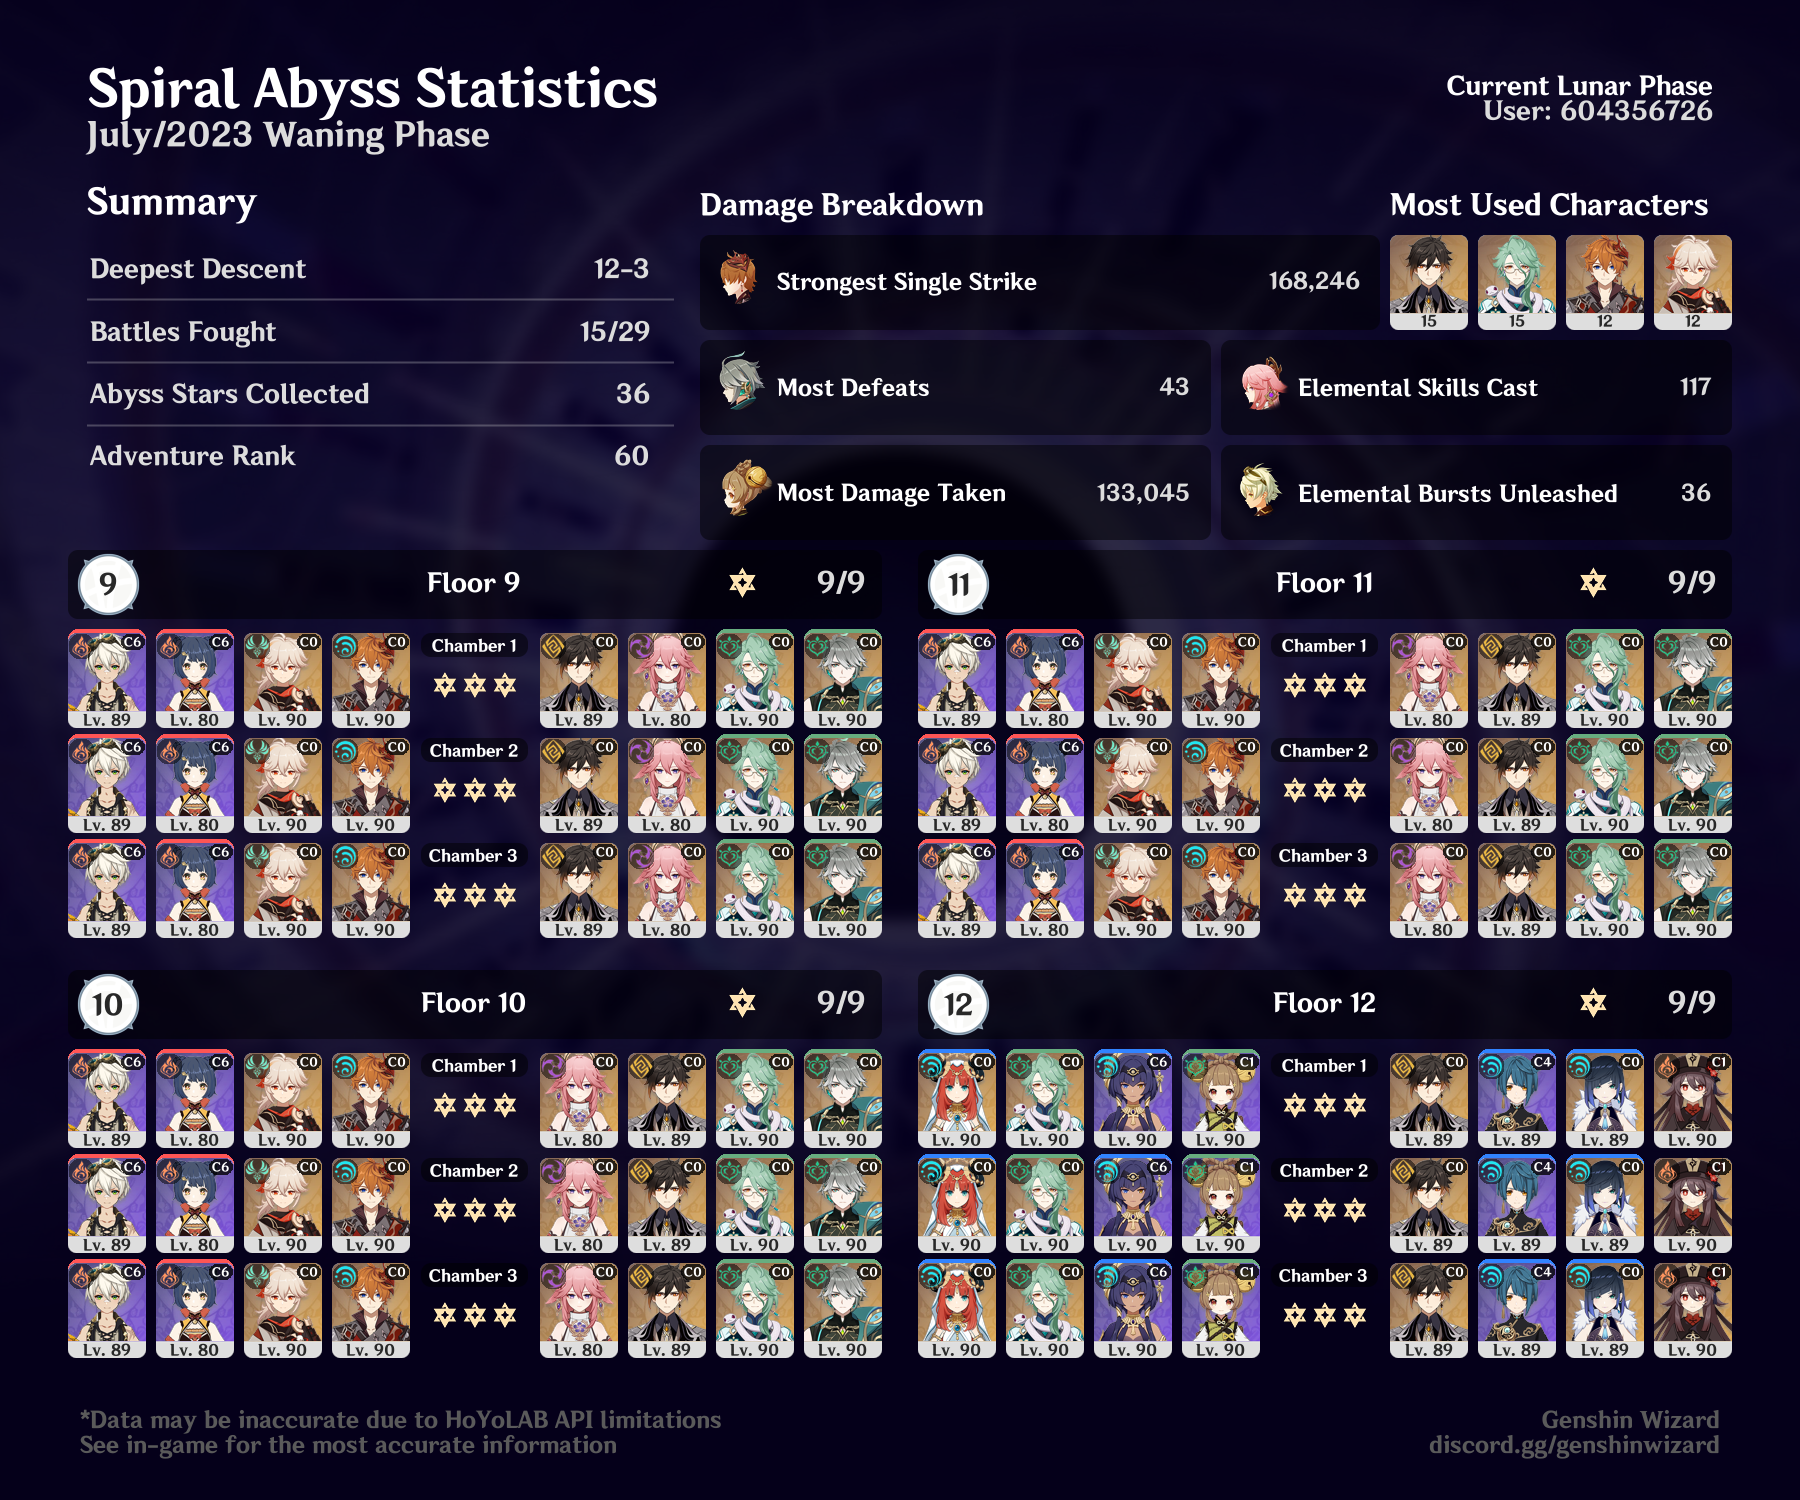 Spiral Abyss Statistics
July/2023 Waning Phase
Current Lunar Phase
User: 604356726
Summary
Deepest Descent 12-3
Battles Fought 15/29
Abyss Stars Collected 36
Adventure Rank 60
Damage Breakdown
Strongest Single Strike 168,246
Most Defeats 43
Elemental Skills Cast 117
Most Damage Taken 133,045
Elemental Bursts Unleashed 36
Most Used Characters
15 15 12 12
9 Floor 9 9/9
C6 C6 C0 C0 Chamber 1 C0 C0 C0 C0
Lv. 89 Lv. 80 Lv. 90 Lv. 90 Lv. 89 Lv. 80 Lv. 90 Lv. 90
C6 C6 C0 C0 Chamber 2 C0 C0 C0 C0
Lv. 89 Lv. 80 Lv. 90 Lv. 90 Lv. 89 Lv. 80 Lv. 90 Lv. 90
C6 C6 C0 C0 Chamber 3 C0 C0 C0 C0
Lv. 89 Lv. 80 Lv. 90 Lv. 90 Lv. 89 Lv. 80 Lv. 90 Lv. 90
10 Floor 10 9/9
C6 C6 C0 C0 Chamber 1 C0 C0 C0 C0
Lv. 89 Lv. 80 Lv. 90 Lv. 90 Lv. 80 Lv. 89 Lv. 90 Lv. 90
C6 C6 C0 C0 Chamber 2 C0 C0 C0 C0
Lv. 89 Lv. 80 Lv. 90 Lv. 90 Lv. 80 Lv. 89 Lv. 90 Lv. 90
C6 C6 C0 C0 Chamber 3 C0 C0 C0 C0
Lv. 89 Lv. 80 Lv. 90 Lv. 90 Lv. 80 Lv. 89 Lv. 90 Lv. 90
11 Floor 11 9/9
C6 C6 C0 C0 Chamber 1 C0 C0 C0 C0
Lv. 89 Lv. 80 Lv. 90 Lv. 90 Lv. 80 Lv. 89 Lv. 90 Lv. 90
C6 C6 C0 C0 Chamber 2 C0 C0 C0 C0
Lv. 89 Lv. 80 Lv. 90 Lv. 90 Lv. 80 Lv. 89 Lv. 90 Lv. 90
C6 C6 C0 C0 Chamber 3 C0 C0 C0 C0
Lv. 89 Lv. 80 Lv. 90 Lv. 90 Lv. 80 Lv. 89 Lv. 90 Lv. 90
12 Floor 12 9/9
C0 C0 C6 C1 Chamber 1 C0 C4 C0 C1
Lv. 90 Lv. 90 Lv. 90 Lv. 90 Lv. 89 Lv. 89 Lv. 89 Lv. 90
C0 C0 C6 C1 Chamber 2 C0 C4 C0 C1
Lv. 90 Lv. 90 Lv. 90 Lv. 90 Lv. 89 Lv. 89 Lv. 89 Lv. 90
C0 C0 C6 C1 Chamber 3 C0 C4 C0 C1
Lv. 90 Lv. 90 Lv. 90 Lv. 90 Lv. 89 Lv. 89 Lv. 89 Lv. 90
*Data may be inaccurate due to HoYoLAB API limitations
See in-game for the most accurate information
Genshin Wizard
discord.gg/genshinwizard